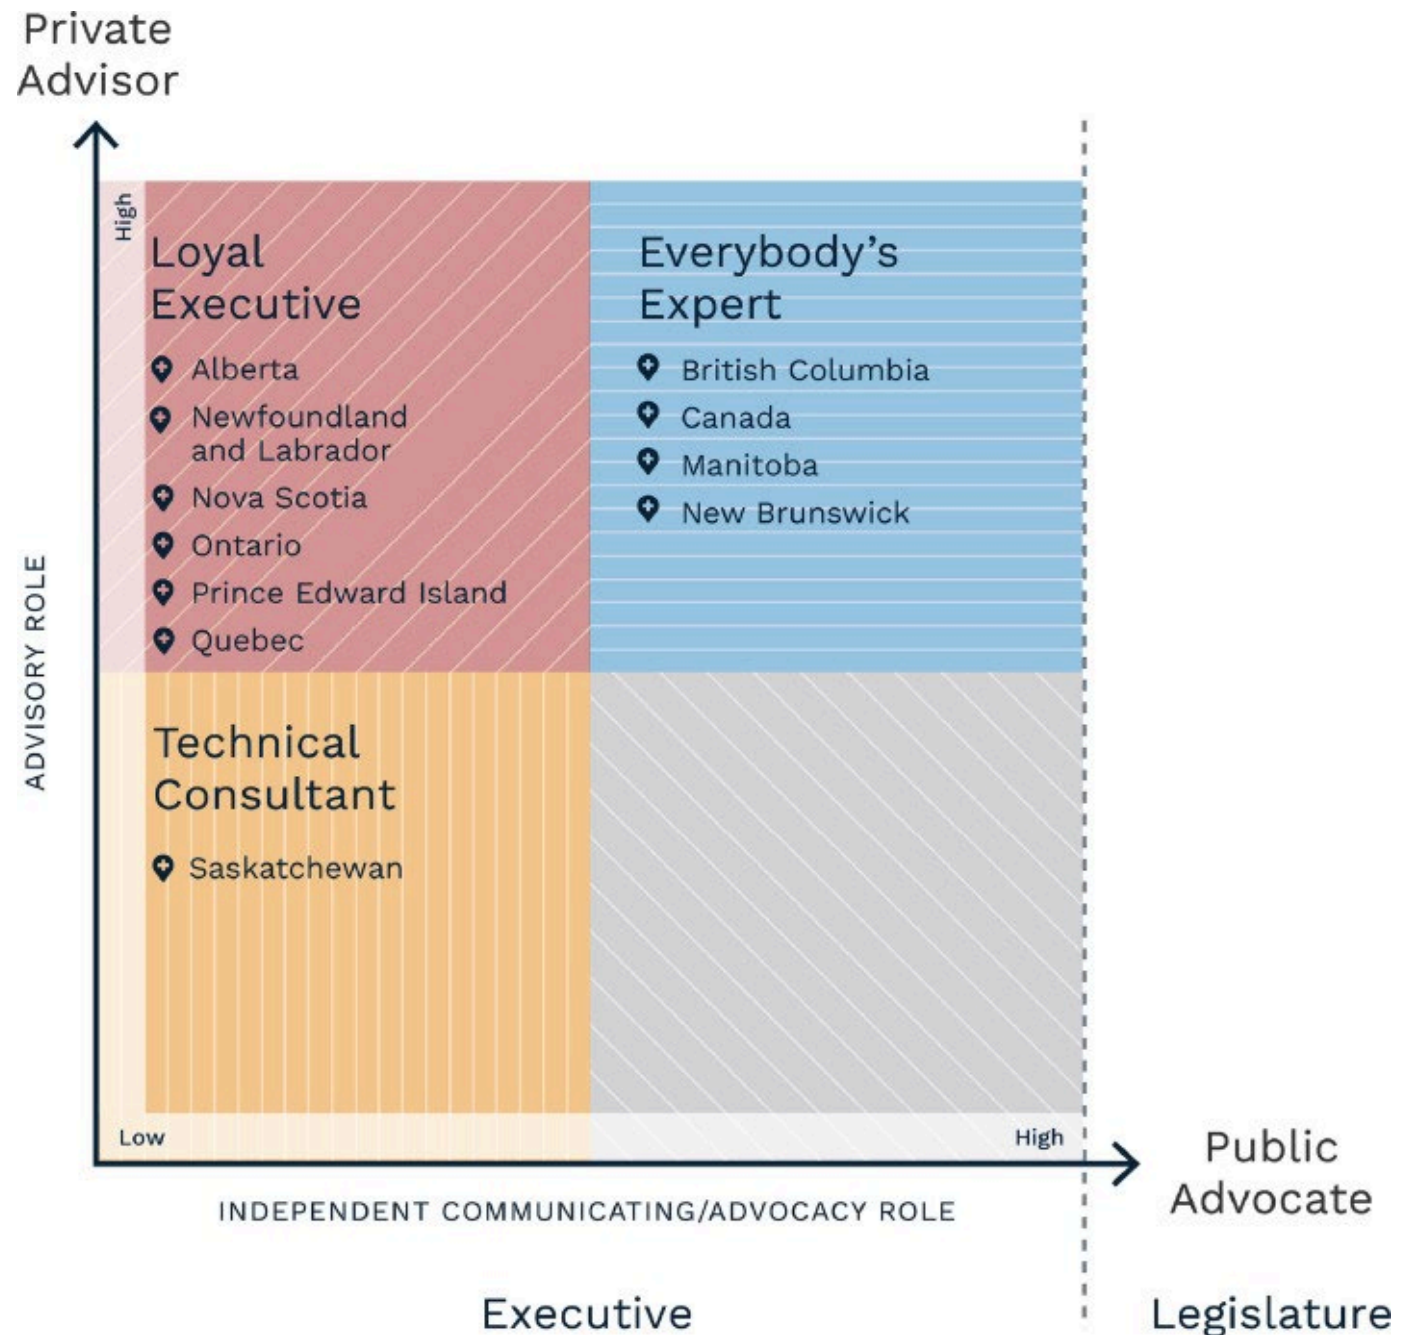 Private
Advisor
High
Loyal
Executive
Alberta
Newfoundland
and Labrador
Nova Scotia
Ontario
Prince Edward Island
Quebec
Everybody’s
Expert
British Columbia
Canada
Manitoba
New Brunswick
ADVISORY ROLE
Technical
Consultant
Saskatchewan
Low
High
Public
Advocate
INDEPENDENT COMMUNICATING/ADVOCACY ROLE
Executive
Legislature